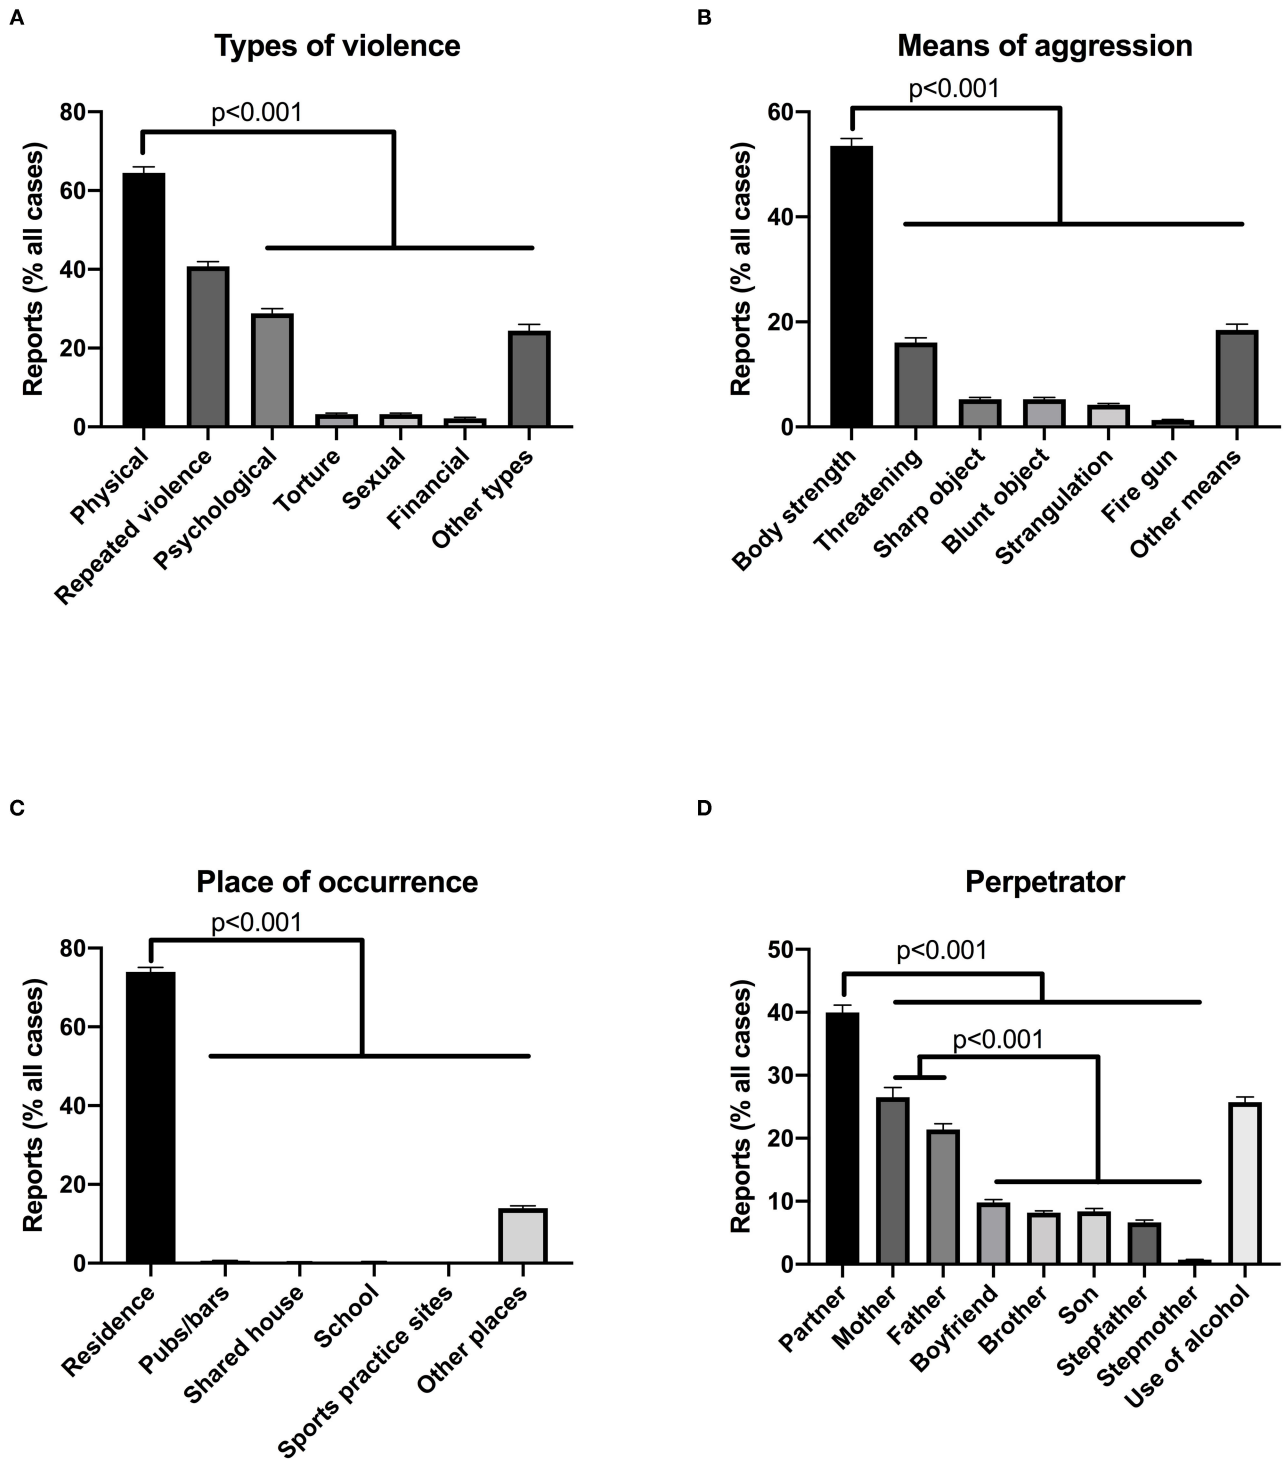 A
Types of violence
p<0.001
Reports (% all cases)
80
60
40
20
0
Physical
Repeated violence
Psychological
Torture
Sexual
Financial
Other types
B
Means of aggression
p<0.001
Reports (% all cases)
60
40
20
0
Body strength
Threatening
Sharp object
Blunt object
Strangulation
Fire gun
Other means
C
Place of occurrence
p<0.001
Reports (% all cases)
80
60
40
20
0
Residence
Pubs/bars
Shared house
School
Sports practice sites
Other places
D
Perpetrator
p<0.001
p<0.001
Reports (% all cases)
50
40
30
20
10
0
Partner
Mother
Father
Boyfriend
Brother
Son
Stepfather
Stepmother
Use of alcohol